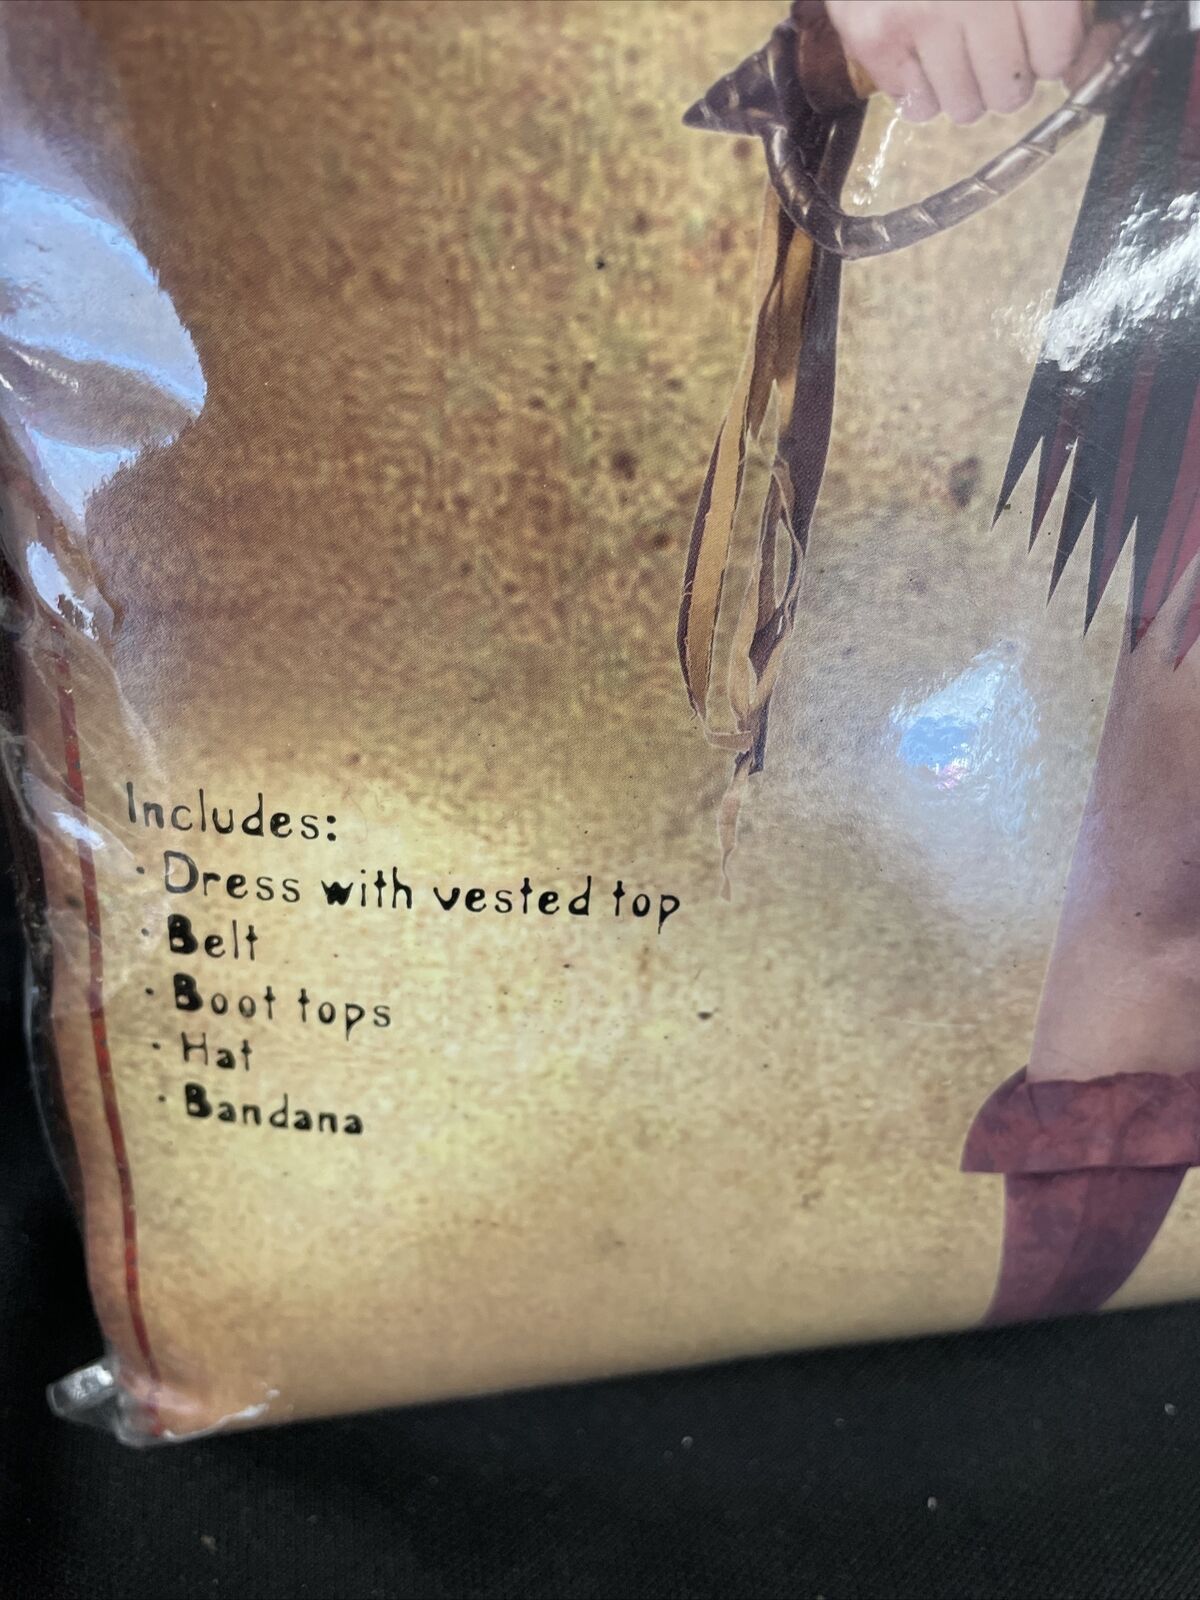 Includes:
· Dress with vested top
· Belt
· Boot tops
· Hat
· Bandana